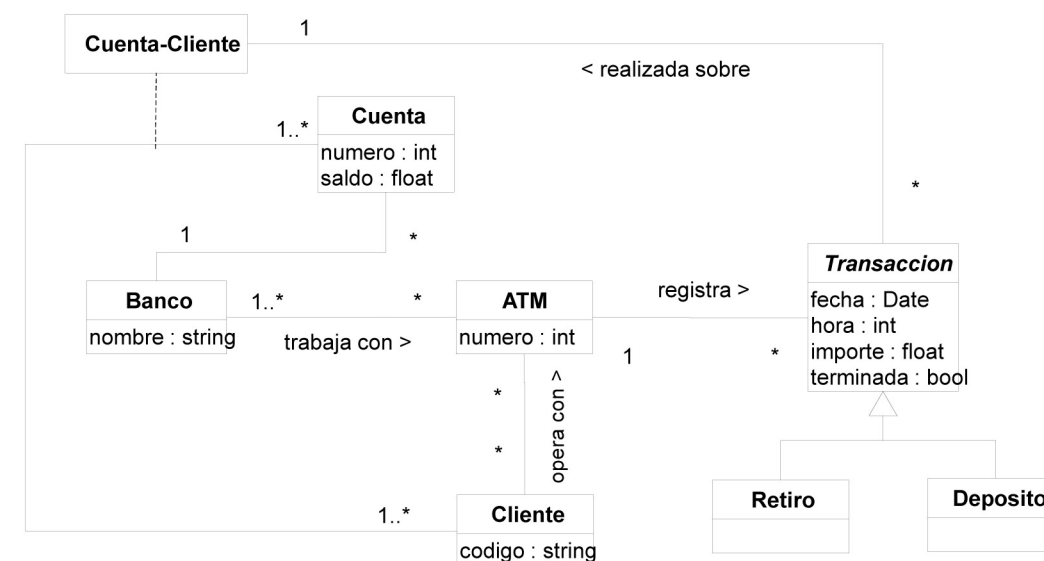 Cuenta-Cliente
1
< realizada sobre
Cuenta
1..*
numero : int
saldo : float
*
1
*
Transaccion
fecha : Date
hora : int
importe : float
terminada : bool
Banco
nombre : string
1..*
*
trabaja con >
ATM
numero : int
registra >
1
*
*
*
opera con >
1..*
Cliente
codigo : string
Retiro
Deposito